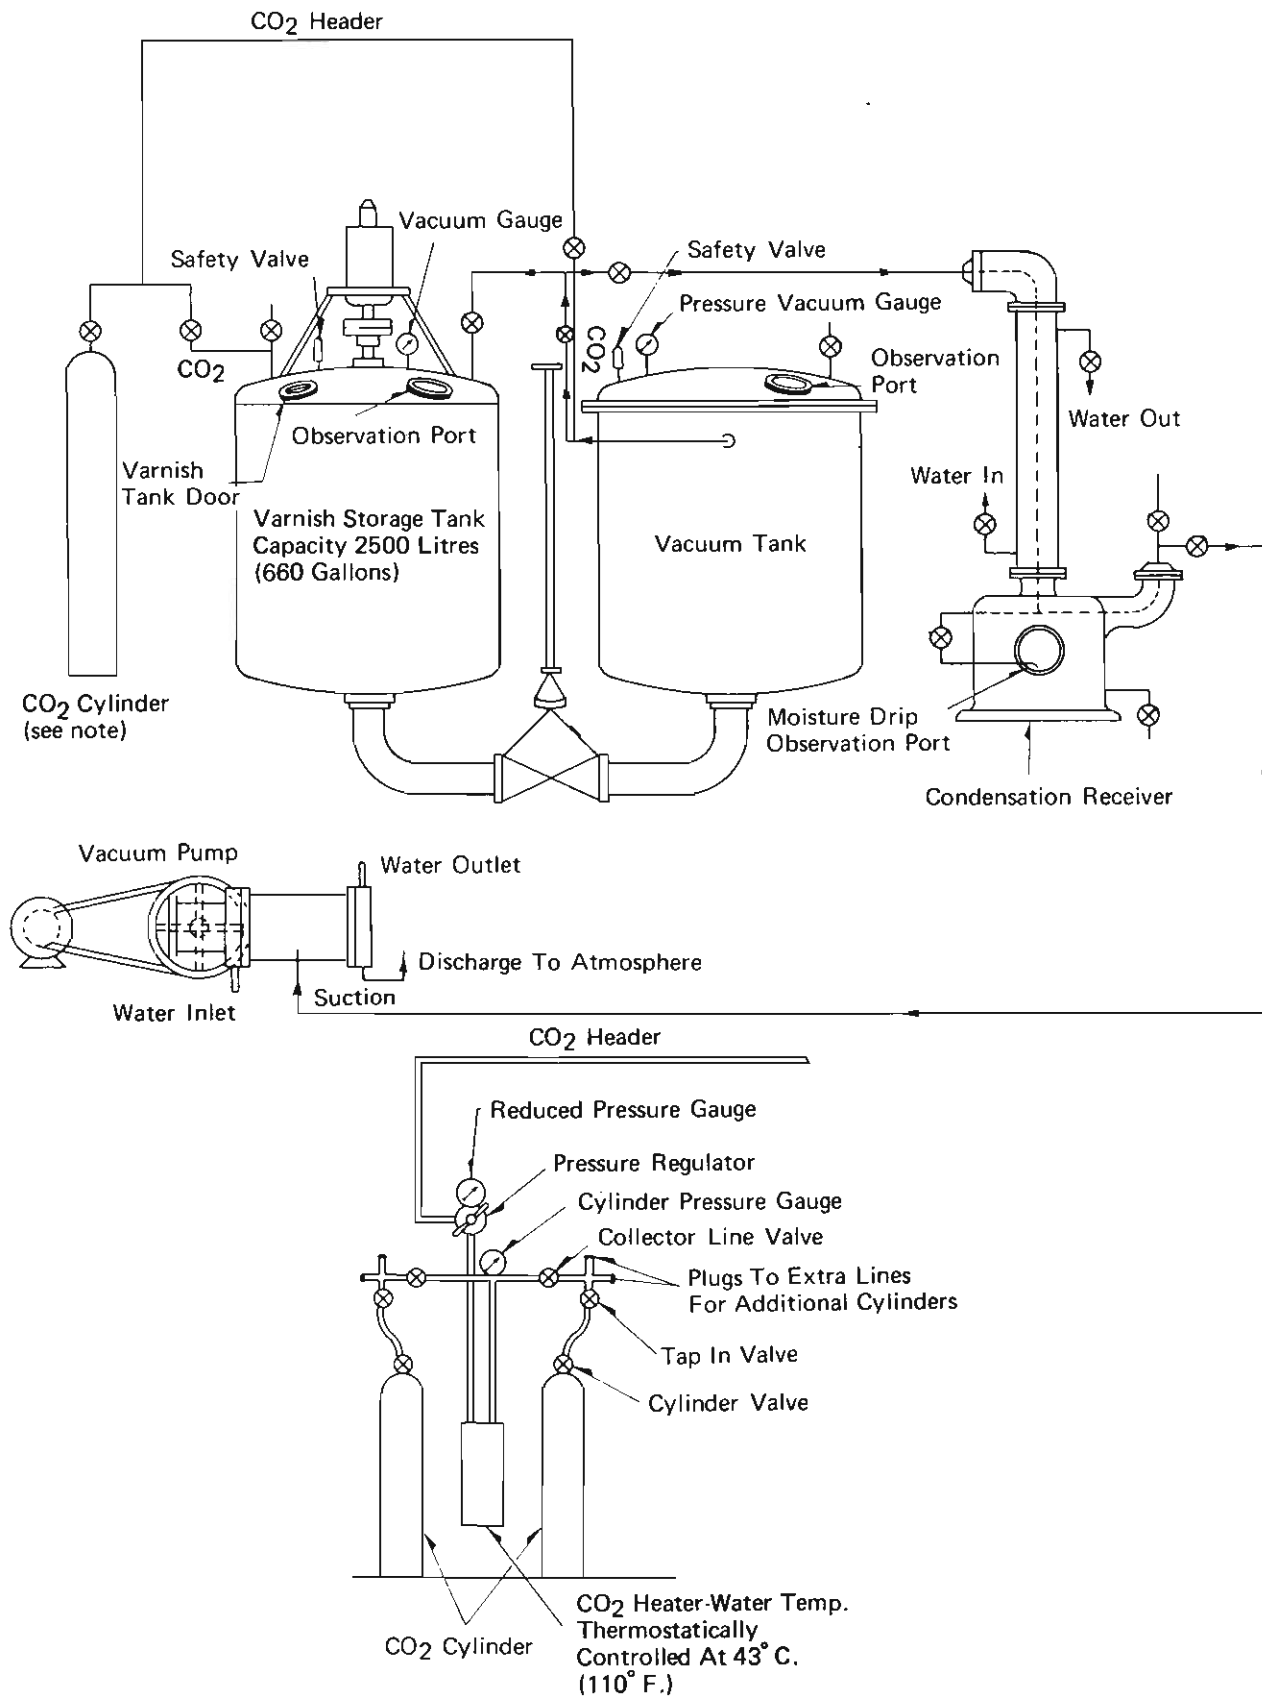 CO2 Header
Vacuum Gauge
Safety Valve
Safety Valve
Pressure Vacuum Gauge
CO2
CO2
Observation
Port
Water Out
Observation Port
Varnish
Tank Door
Water In
Varnish Storage Tank
Capacity 2500 Litres
(660 Gallons)
Vacuum Tank
CO2 Cylinder
(see note)
Moisture Drip
Observation Port
Condensation Receiver
Vacuum Pump
Water Outlet
Discharge To Atmosphere
Suction
Water Inlet
CO2 Header
Reduced Pressure Gauge
Pressure Regulator
Cylinder Pressure Gauge
Collector Line Valve
Plugs To Extra Lines
For Additional Cylinders
Tap In Valve
Cylinder Valve
CO2 Cylinder
CO2 Heater-Water Temp.
Thermostatically
Controlled At 43° C.
(110° F.)